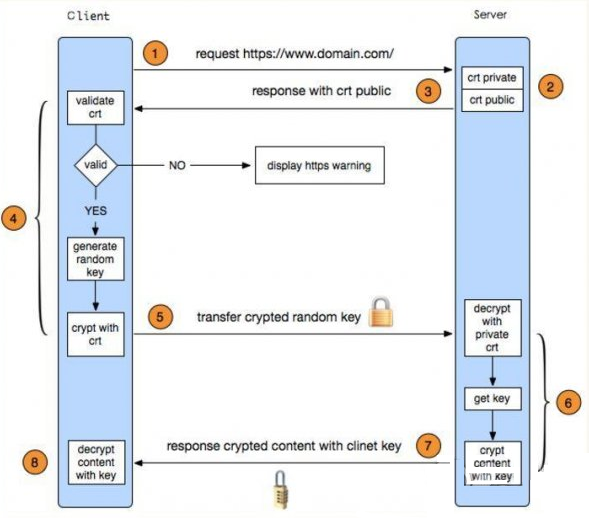 Client
Server
1
request https://www.domain.com/
crt private
2
crt public
response with crt public
3
validate
crt
valid
NO
display https warning
YES
4
generate
random
key
crypt with
crt
5
transfer crypted random key
decrypt
with
private
crt
get key
6
7
response crypted content with clinet key
crypt
content
with key
8
decrypt
content
with key